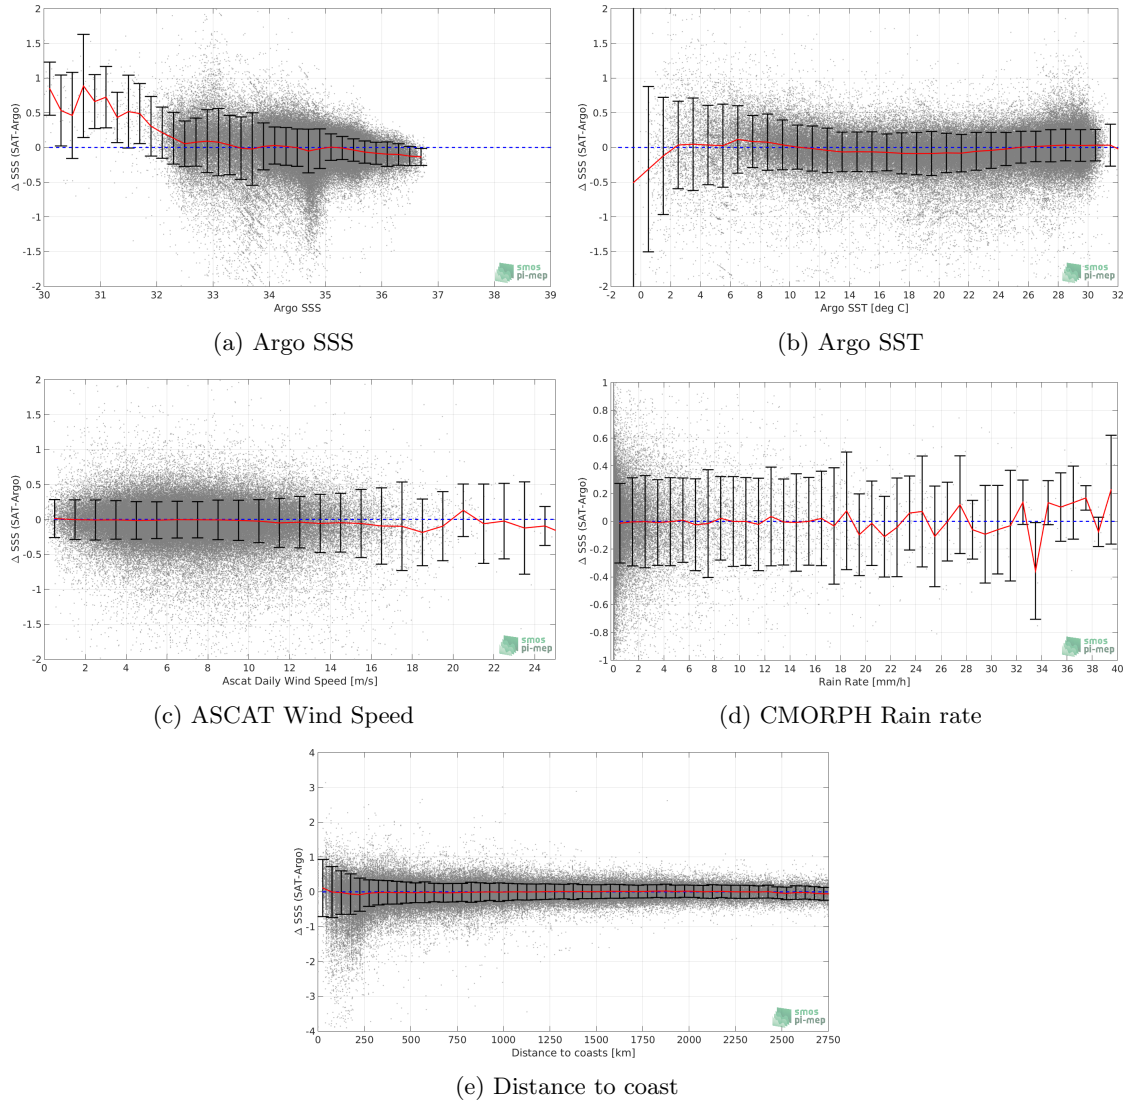 2
1.5
1
0.5
0
-0.5
-1
-1.5
-2
Δ SSS (SAT-Argo)
30 31 32 33 34 35 36 37 38 39
Argo SSS
smos
pi-mep
(a) Argo SSS
2
1.5
1
0.5
0
-0.5
-1
-1.5
-2
Δ SSS (SAT-Argo)
-2 0 2 4 6 8 10 12 14 16 18 20 22 24 26 28 30 32
Argo SST [deg C]
smos
pi-mep
(b) Argo SST
2
1.5
1
0.5
0
-0.5
-1
-1.5
-2
Δ SSS (SAT-Argo)
0 2 4 6 8 10 12 14 16 18 20 22 24
Ascat Daily Wind Speed [m/s]
smos
pi-mep
(c) ASCAT Wind Speed
1
0.8
0.6
0.4
0.2
0
-0.2
-0.4
-0.6
-0.8
-1
Δ SSS (SAT-Argo)
0 2 4 6 8 10 12 14 16 18 20 22 24 26 28 30 32 34 36 38 40
Rain Rate [mm/h]
smos
pi-mep
(d) CMORPH Rain rate
4
3
2
1
0
-1
-2
-3
-4
Δ SSS (SAT-Argo)
0 250 500 750 1000 1250 1500 1750 2000 2250 2500 2750
Distance to coasts [km]
smos
pi-mep
(e) Distance to coast